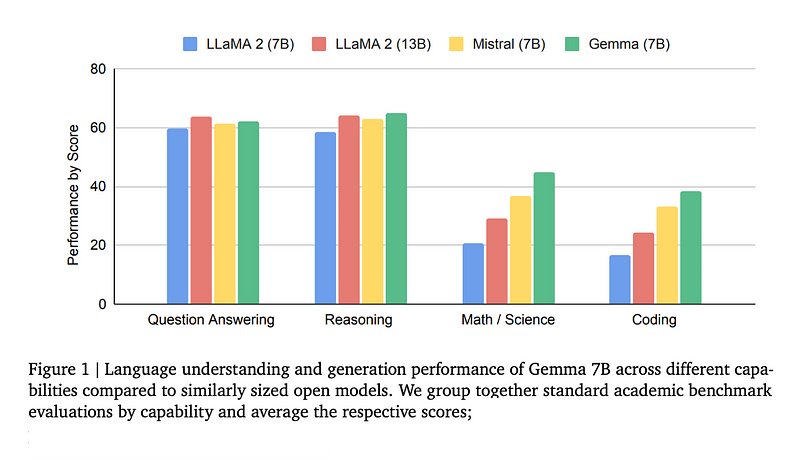 LLaMA 2 (7B) LLaMA 2 (13B) Mistral (7B) Gemma (7B)
Performance by Score
80
60
40
20
0
Question Answering Reasoning Math / Science Coding
Figure 1 | Language understanding and generation performance of Gemma 7B across different capa-
bilities compared to similarly sized open models. We group together standard academic benchmark
evaluations by capability and average the respective scores;